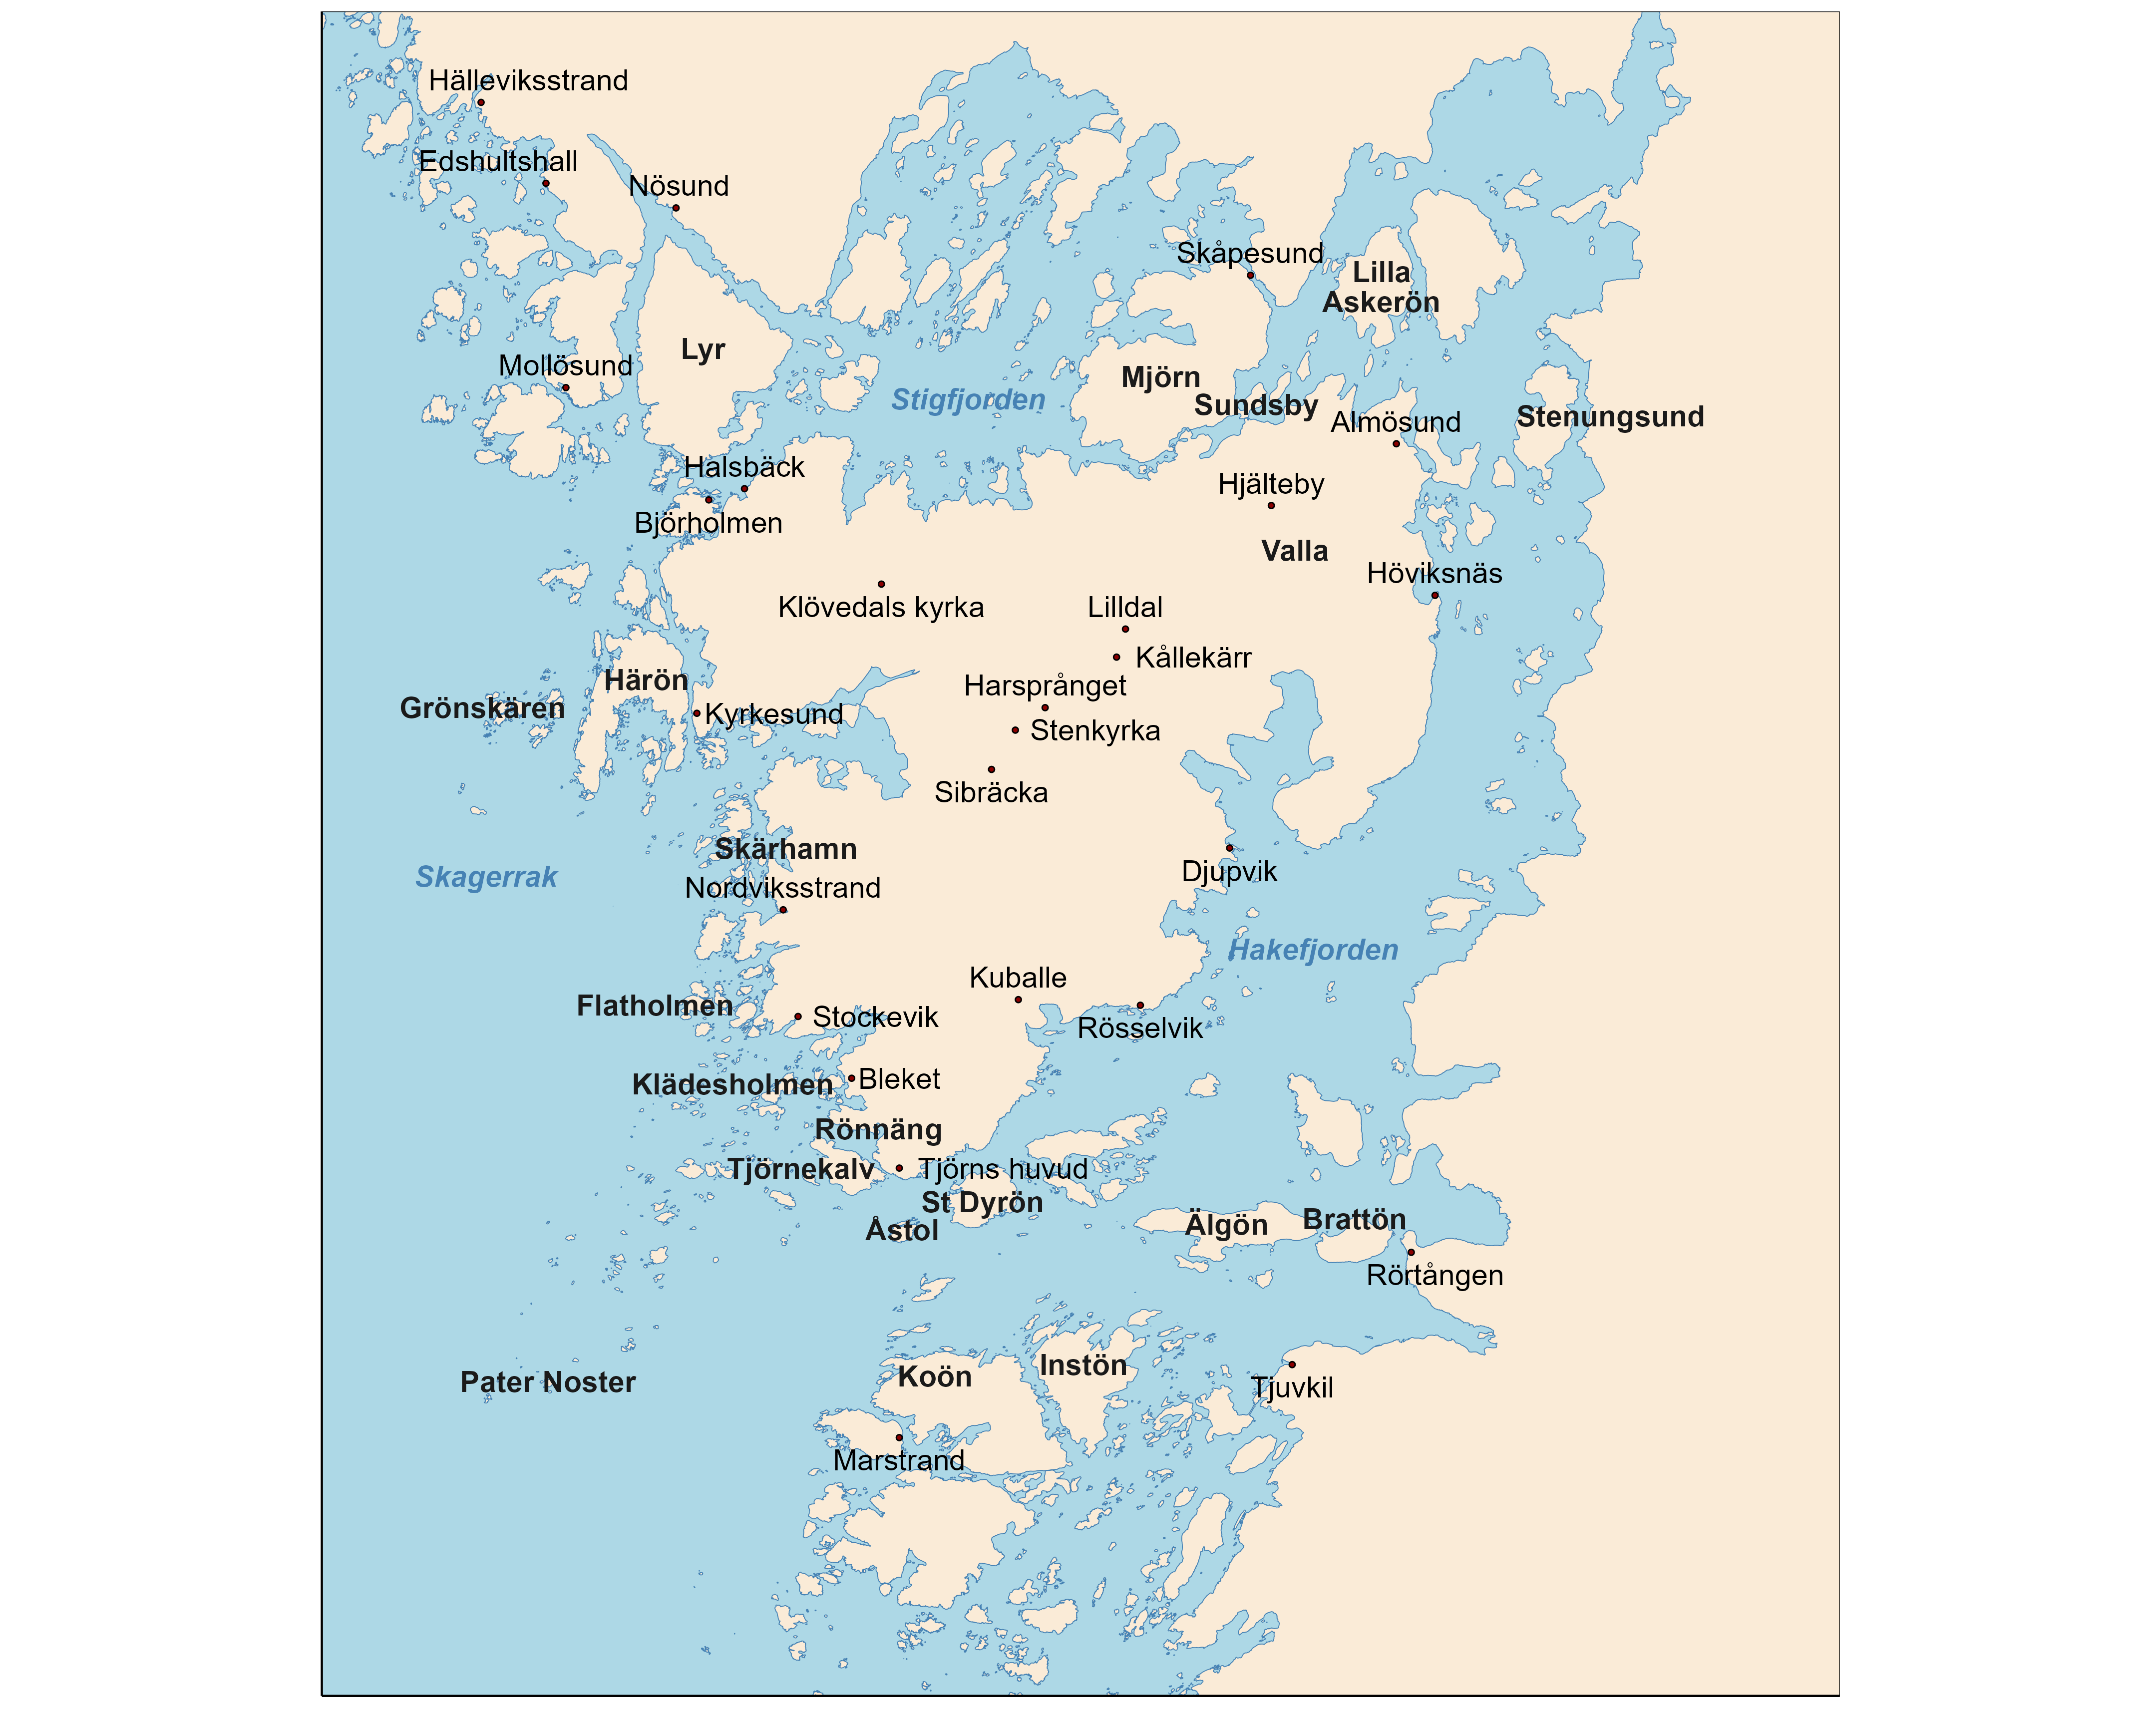 Hälleviksstrand
Edshultshall
Nösund
Skåpesund
Lilla
Askerön
Lyr
Mollösund
Mjörn
Stigfjorden
Sundsby
Stenungsund
Almösund
Halsbäck
Hjälteby
Björholmen
Valla
Höviksnäs
Klövedals kyrka
Lilldal
Kållekärr
Härön
Harsprånget
Grönskären
Kyrkesund
Stenkyrka
Sibräcka
Skärhamn
Djupvik
Skagerrak
Nordviksstrand
Hakefjorden
Kuballe
Flatholmen
Stockevik
Rösselvik
Klädesholmen
Bleket
Rönnäng
Tjörnekalv
Tjörns huvud
St Dyrön
Åstol
Älgön
Brattön
Rörtången
Instön
Koön
Pater Noster
Tjuvkil
Marstrand